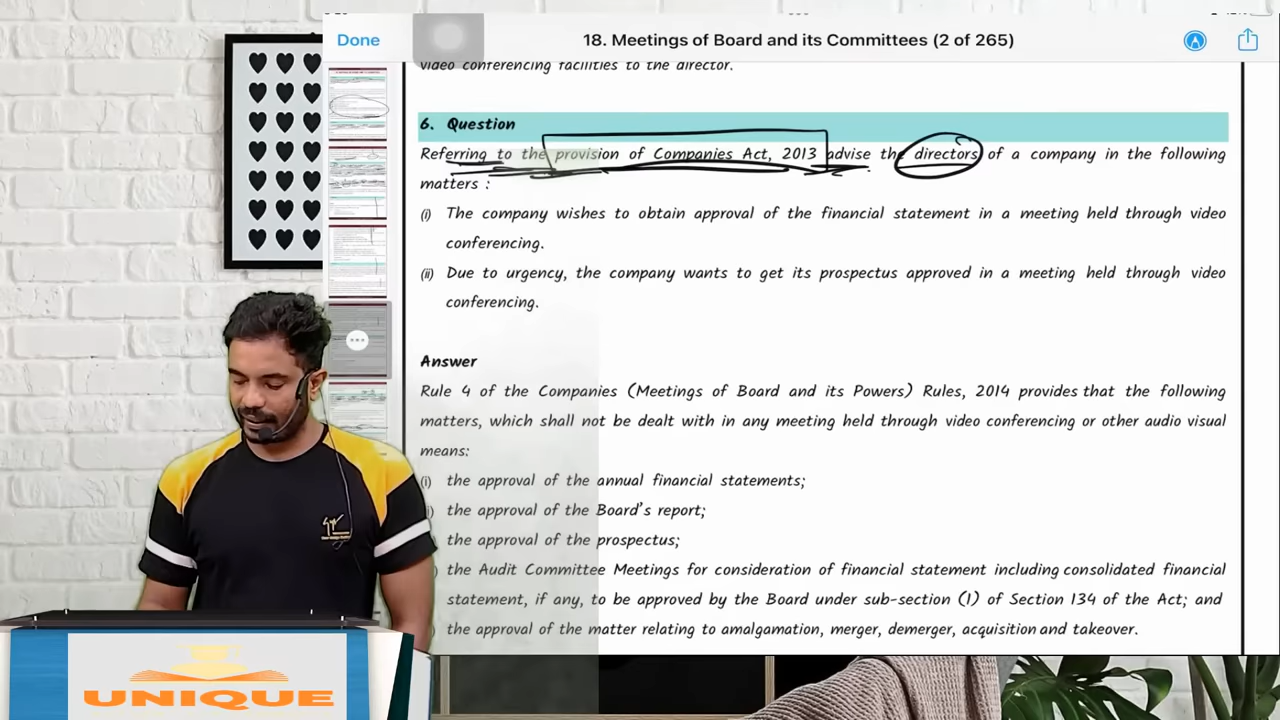 Done
18. Meetings of Board and its Committees (2 of 265)
video conferencing facilities to the director.
6. Question
Referring to the provision of Companies Act, advise the directors of a company in the following
matters :
(i) The company wishes to obtain approval of the financial statement in a meeting held through video
conferencing.
(ii) Due to urgency, the company wants to get its prospectus approved in a meeting held through video
conferencing.
Answer
Rule 4 of the Companies (Meetings of Board and its Powers) Rules, 2014 provides that the following
matters, which shall not be dealt with in any meeting held through video conferencing or other audio visual
means:
(i) the approval of the annual financial statements;
the approval of the Board's report;
the approval of the prospectus;
the Audit Committee Meetings for consideration of financial statement including consolidated financial
statement, if any, to be approved by the Board under sub-section (1) of Section 134 of the Act; and
the approval of the matter relating to amalgamation, merger, demerger, acquisition and takeover.
UNIQUE